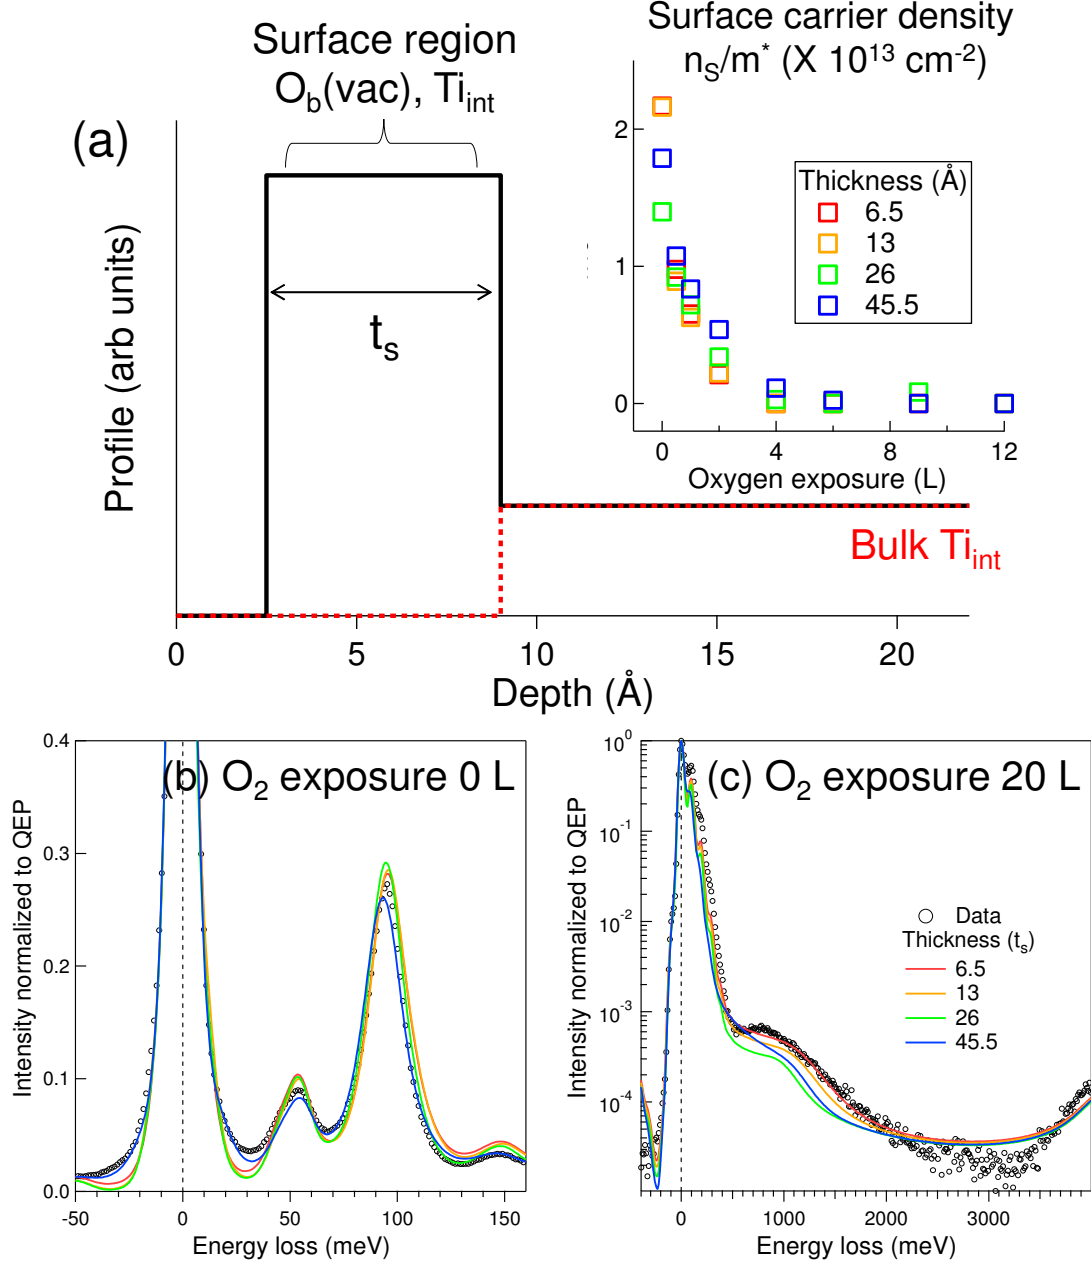 Surface region
O_b(vac), Ti_int
(a)
Profile (arb units)
t_s
Bulk Ti_int
0 5 10 15 20
Depth (Å)
Surface carrier density
n_S/m^* (X 10^13 cm^-2)
2
1
0
Thickness (Å)
6.5
13
26
45.5
0 4 8 12
Oxygen exposure (L)
(b) O_2 exposure 0 L
Intensity normalized to QEP
0.4
0.3
0.2
0.1
0.0
-50 0 50 100 150
Energy loss (meV)
(c) O_2 exposure 20 L
Intensity normalized to QEP
10^0
10^-1
10^-2
10^-3
10^-4
Data
Thickness (t_s)
6.5
13
26
45.5
0 1000 2000 3000
Energy loss (meV)